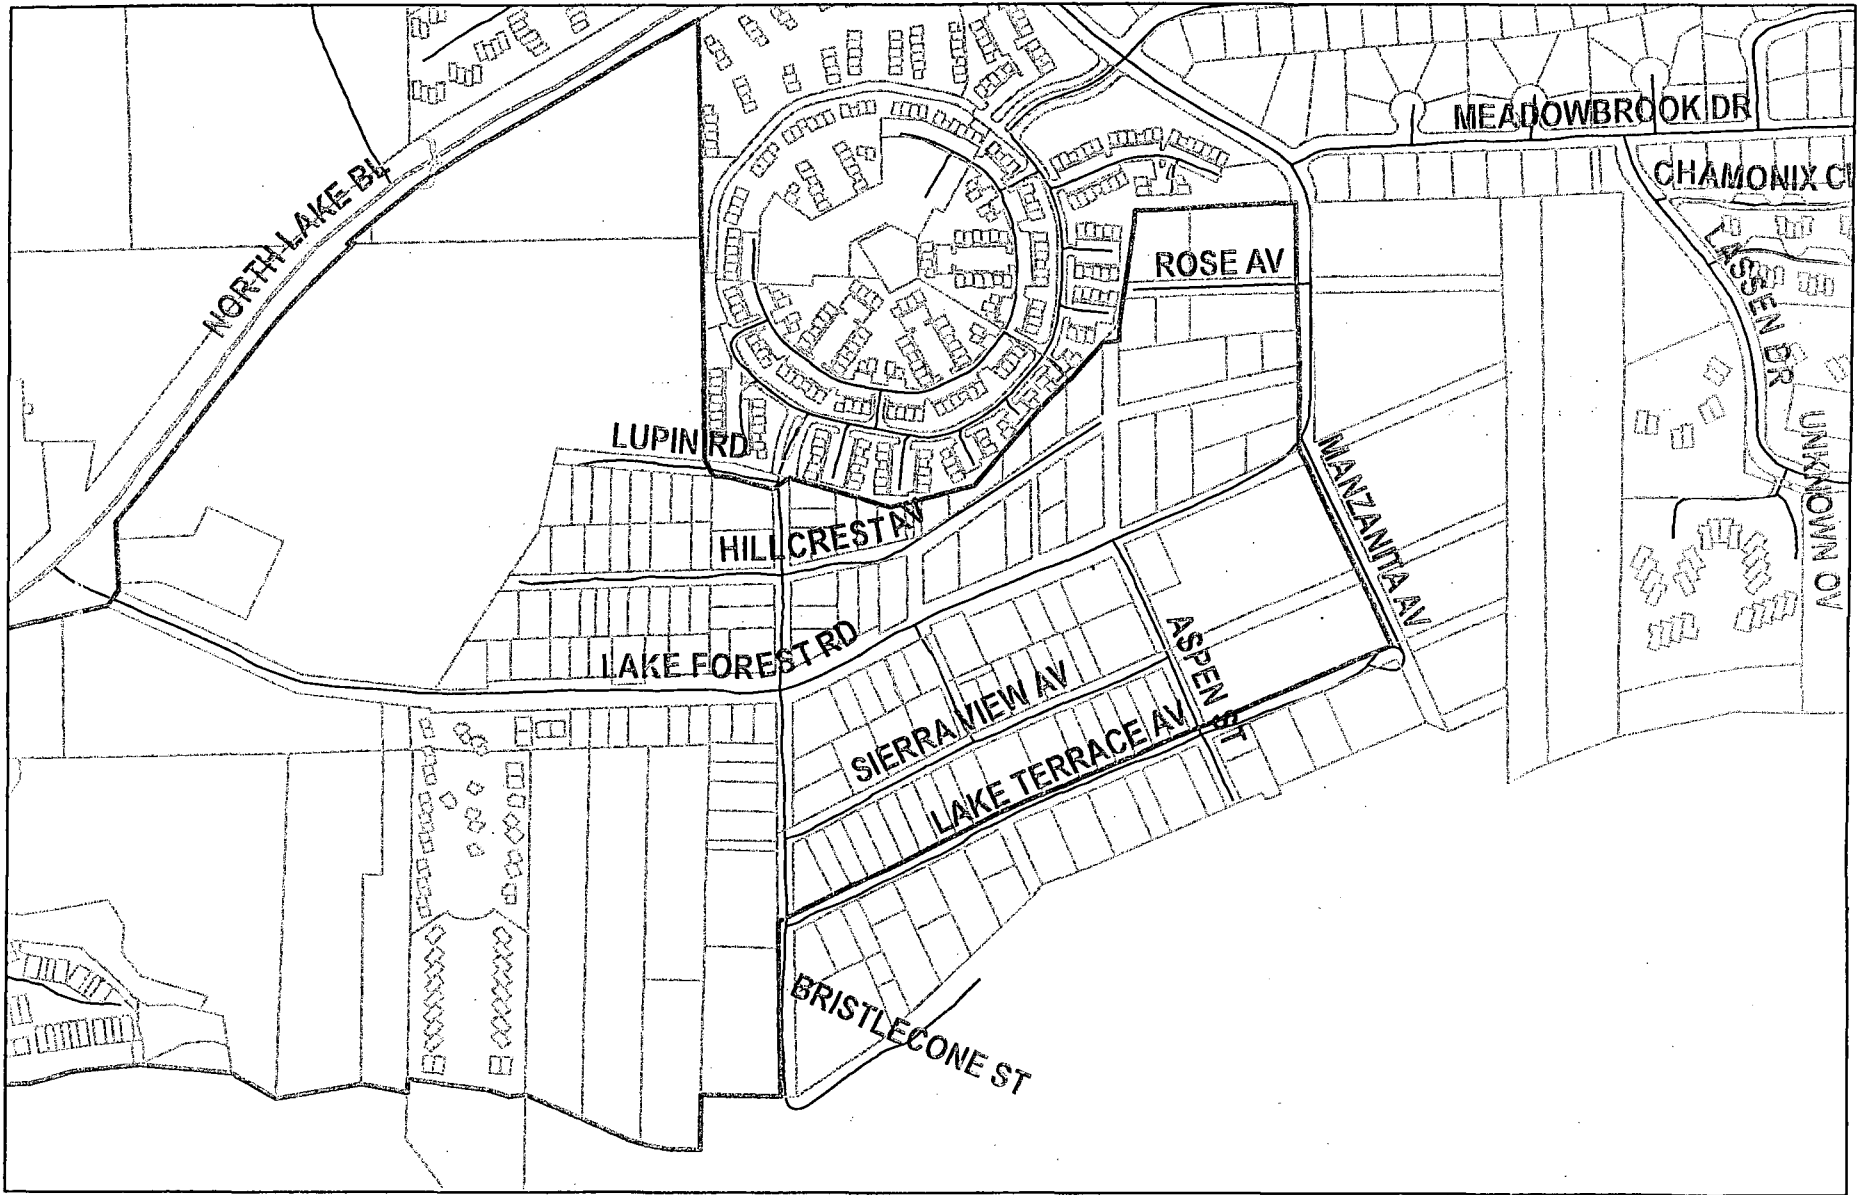 MEADOWBROOK DR
CHAMONIX
NORTH LAKE BL
ROSE AV
LASSEN DR
LUPIN RD
UNKNOWN OV
HILLCREST AV
MANZANITA AV
LAKE FOREST RD
ASPEN ST
SIERRA VIEW AV
LAKE TERRACE AV
BRISTLECONE ST